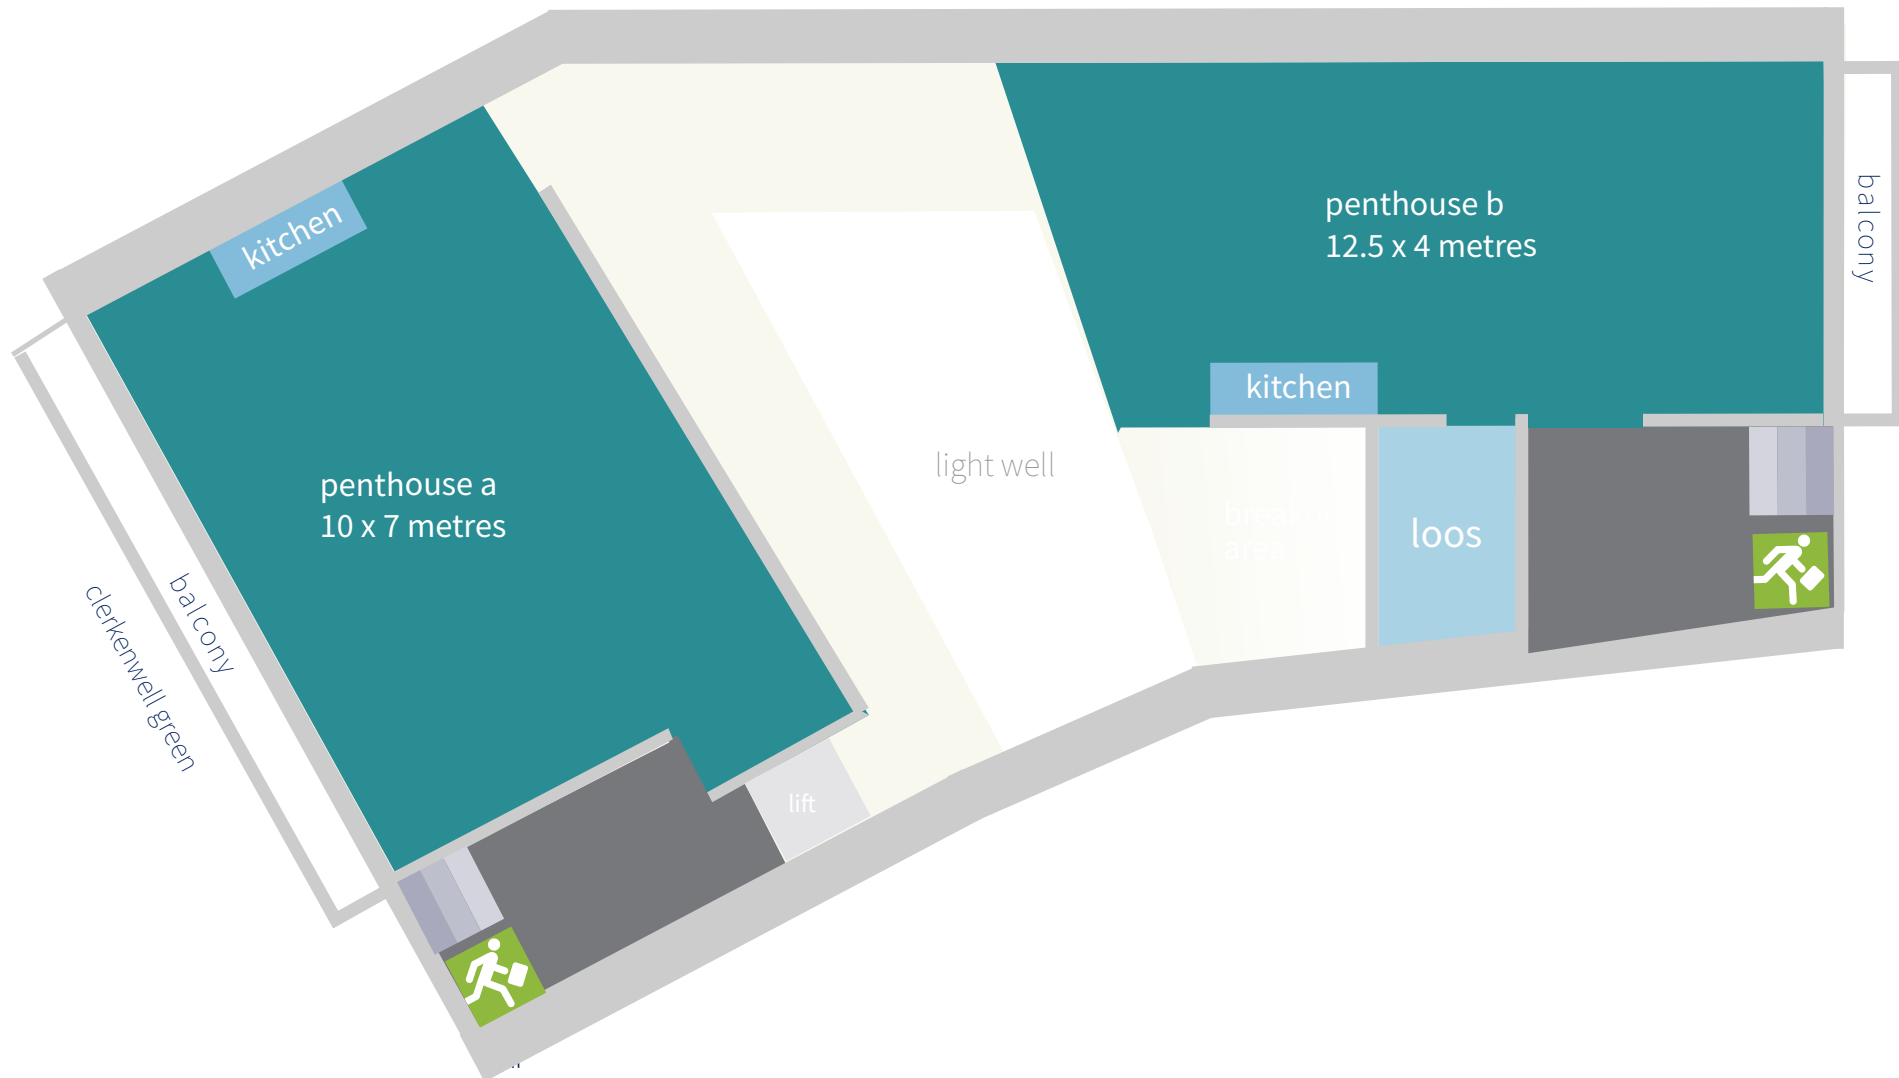 kitchen
penthouse a
10 x 7 metres
balcony
clerkenwell green
lift
light well
penthouse b
12.5 x 4 metres
kitchen
area
loos
balcony